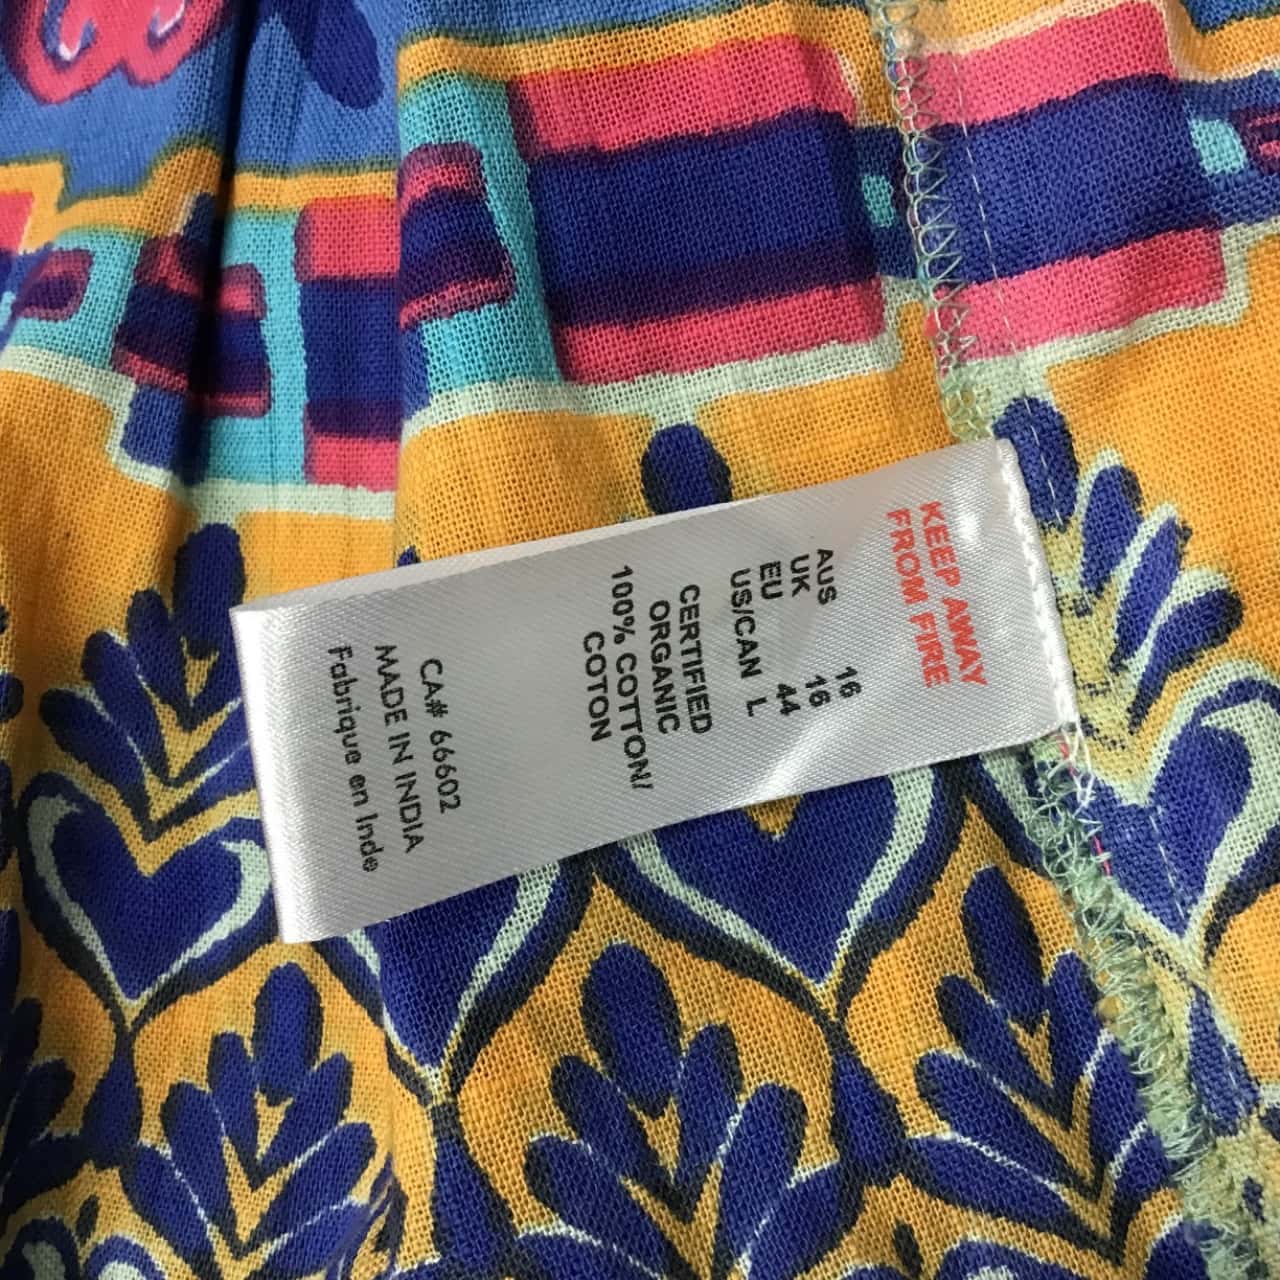 KEEP AWAY
FROM FIRE
AUS 16
UK 16
EU 44
US/CAN L
CERTIFIED
ORGANIC
100% COTTON/
COTON
CA# 66602
MADE IN INDIA
Fabrique en Inde